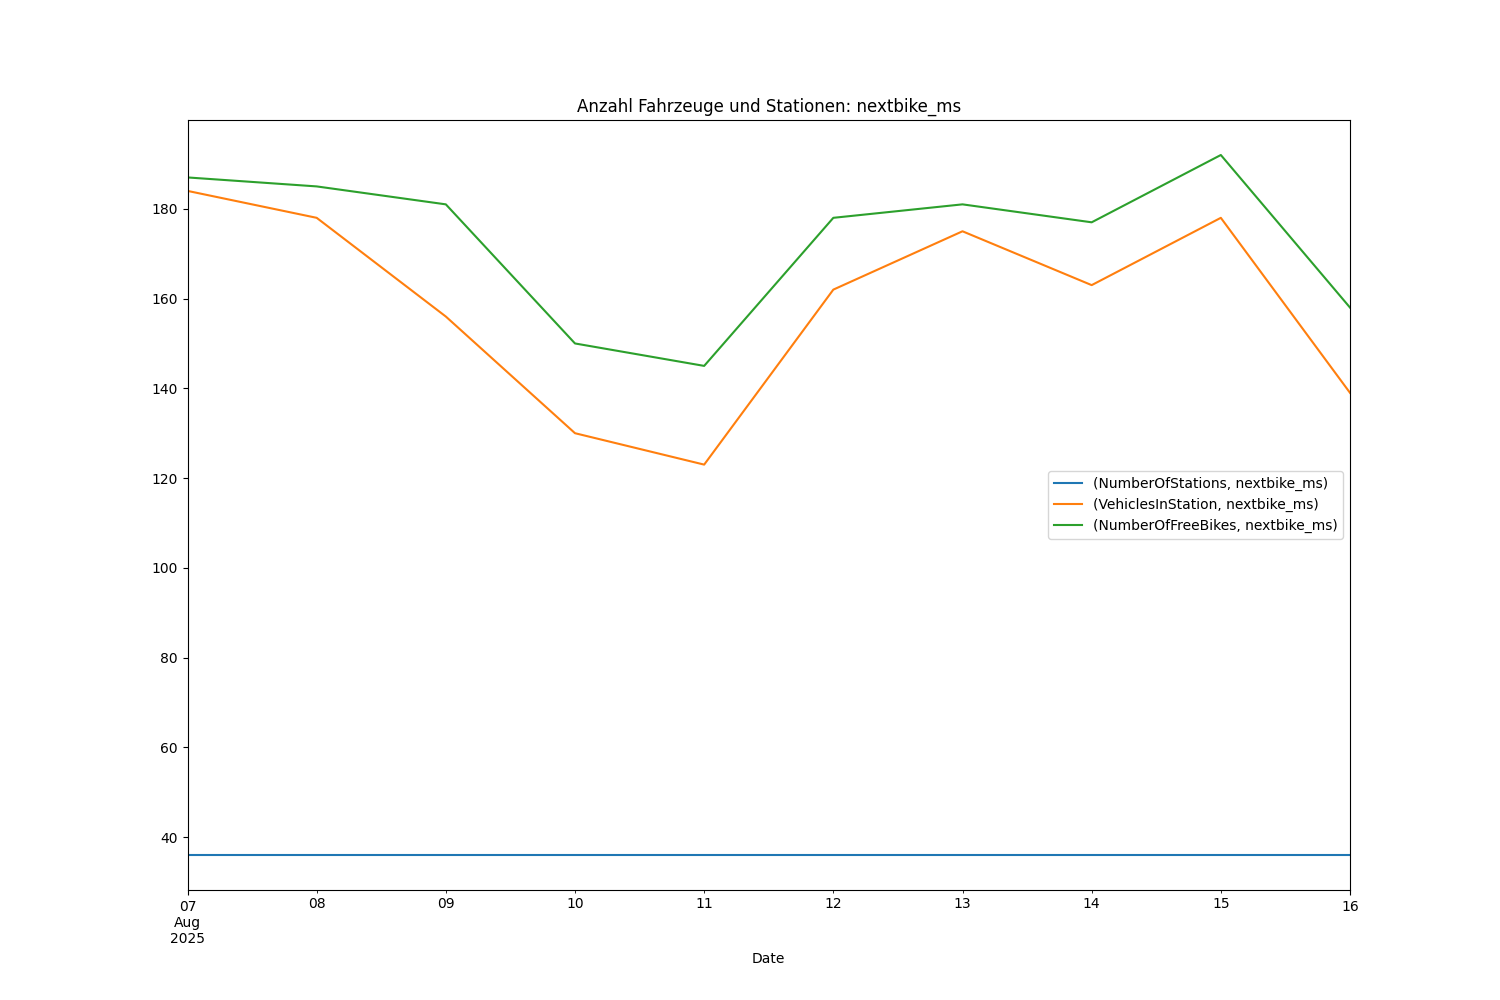 Anzahl Fahrzeuge und Stationen: nextbike_ms
180
160
140
120
100
80
60
40
(NumberOfStations, nextbike_ms)
(VehiclesInStation, nextbike_ms)
(NumberOfFreeBikes, nextbike_ms)
07 08 09 10 11 12 13 14 15 16
Aug
2025
Date